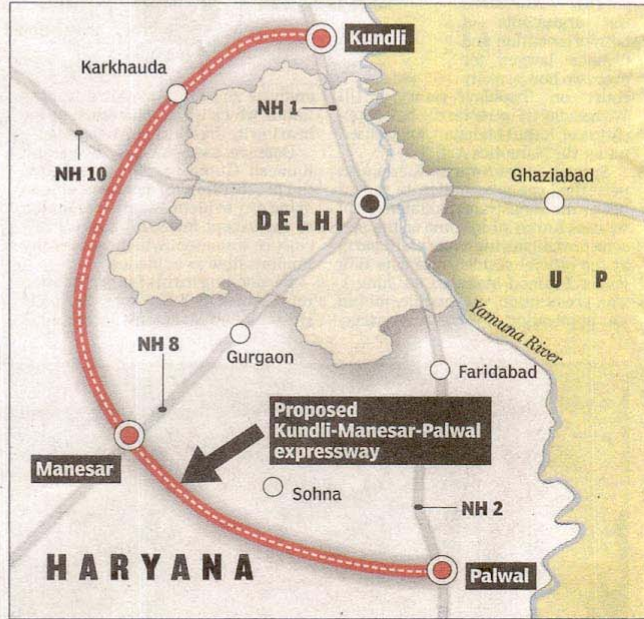 Kundli
Karkhauda
NH 1
NH 10
Ghaziabad
DELHI
U P
Yamuna River
NH 8
Gurgaon
Faridabad
Proposed
Kundli-Manesar-Palwal
expressway
Manesar
Sohna
NH 2
HARYANA
Palwal